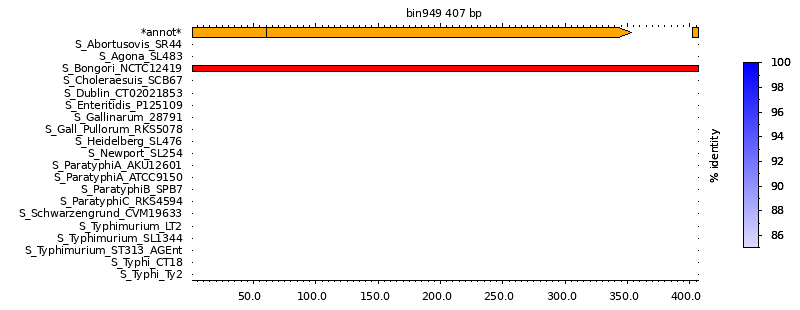 bin949 407 bp
*annot*
S_Abortusovis_SR44
S_Agona_SL483
S_Bongori_NCTC12419
S_Choleraesuis_SCB67
S_Dublin_CT02021853
S_Enteritidis_P125109
S_Gallinarum_28791
S_Gall_Pullorum_RKS5078
S_Heidelberg_SL476
S_Newport_SL254
S_ParatyphiA_AKU12601
S_ParatyphiA_ATCC9150
S_ParatyphiB_SPB7
S_ParatyphiC_RKS4594
S_Schwarzengrund_CVM19633
S_Typhimurium_LT2
S_Typhimurium_SL1344
S_Typhimurium_ST313_AGEnt
S_Typhi_CT18
S_Typhi_Ty2
50.0 100.0 150.0 200.0 250.0 300.0 350.0 400.0
% identity
100
98
96
94
92
90
88
86